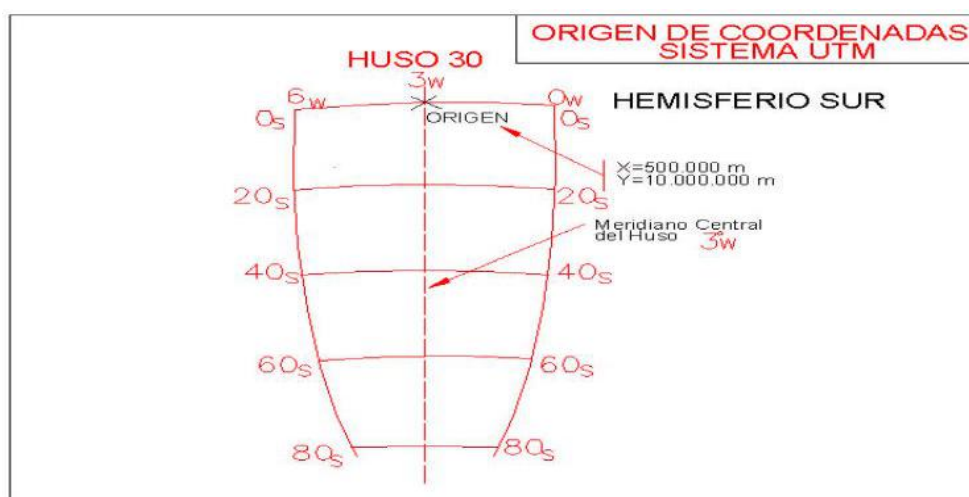 ORIGEN DE COORDENADAS
SISTEMA UTM
HUSO 30
3w
6w
0w
HEMISFERIO SUR
0s
ORIGEN
0s
X=500.000 m
Y=10.000.000 m
20s
20s
Meridiano Central
del Huso 3°w
40s
40s
60s
60s
80s
80s